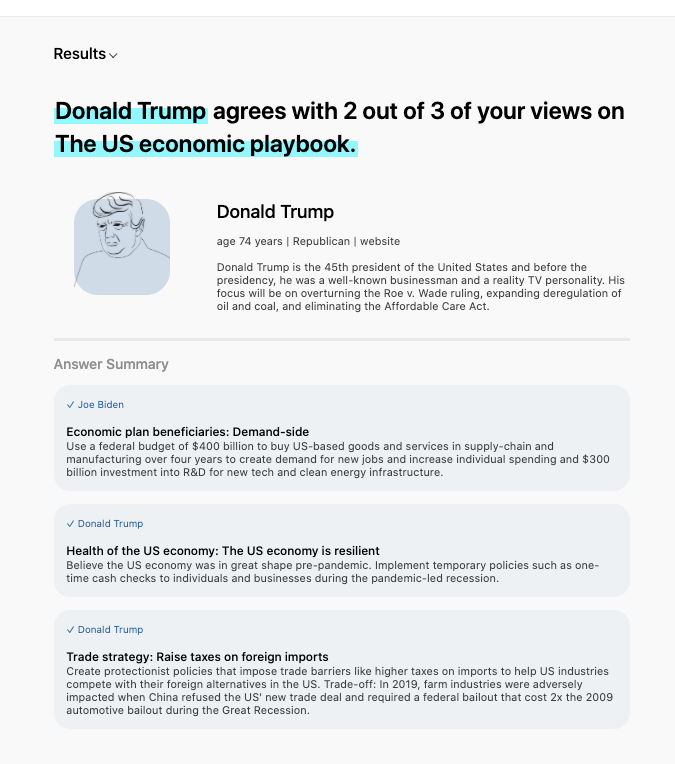 Results
Donald Trump agrees with 2 out of 3 of your views on
The US economic playbook.
Donald Trump
age 74 years | Republican | website
Donald Trump is the 45th president of the United States and before the
presidency, he was a well-known businessman and a reality TV personality. His
focus will be on overturning the Roe v. Wade ruling, expanding deregulation of
oil and coal, and eliminating the Affordable Care Act.
Answer Summary
✓ Joe Biden
Economic plan beneficiaries: Demand-side
Use a federal budget of $400 billion to buy US-based goods and services in supply-chain and
manufacturing over four years to create demand for new jobs and increase individual spending and $300
billion investment into R&D for new tech and clean energy infrastructure.
✓ Donald Trump
Health of the US economy: The US economy is resilient
Believe the US economy was in great shape pre-pandemic. Implement temporary policies such as one-
time cash checks to individuals and businesses during the pandemic-led recession.
✓ Donald Trump
Trade strategy: Raise taxes on foreign imports
Create protectionist policies that impose trade barriers like higher taxes on imports to help US industries
compete with their foreign alternatives in the US. Trade-off: In 2019, farm industries were adversely
impacted when China refused the US' new trade deal and required a federal bailout that cost 2x the 2009
automotive bailout during the Great Recession.